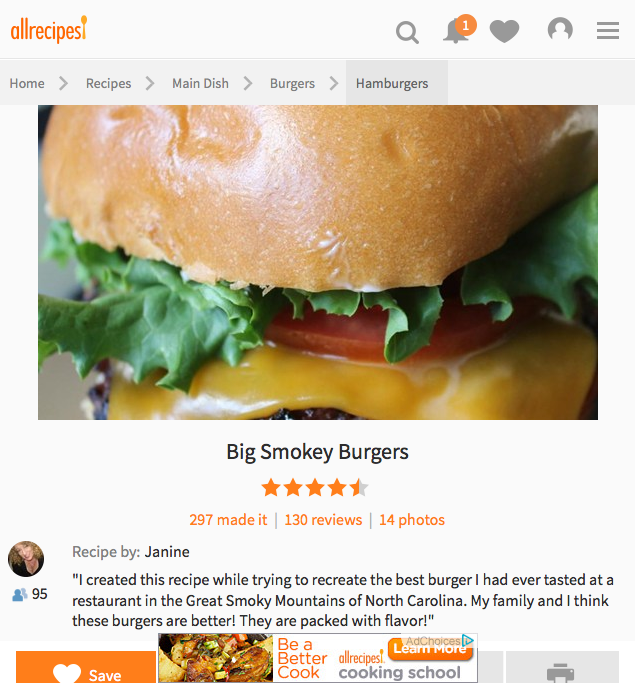 allrecipes!
1
Home
Recipes
Main Dish
Burgers
Hamburgers
Big Smokey Burgers
297 made it | 130 reviews | 14 photos
Recipe by: Janine
95
"I created this recipe while trying to recreate the best burger I had ever tasted at a
restaurant in the Great Smoky Mountains of North Carolina. My family and I think
these burgers are better! They are packed with flavor!"
Save
Be a
Better
Cook
AdChoices
Learn More
allrecipes!
cooking school